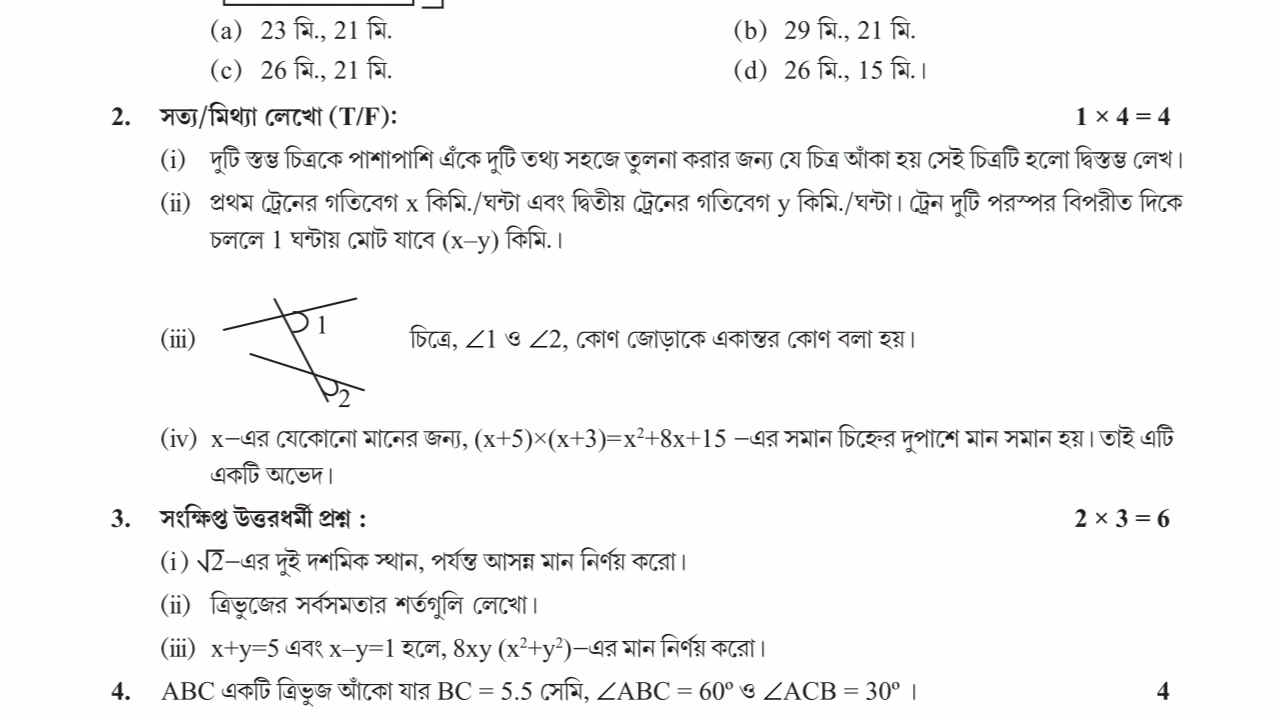 (a) 23 মি., 21 মি. (b) 29 মি., 21 মি.
(c) 26 মি., 21 মি. (d) 26 মি., 15 মি.।
2. সত্য/মিথ্যা লেখো (T/F): 1 × 4 = 4
(i) দুটি স্তম্ভ চিত্রকে পাশাপাশি এঁকে দুটি তথ্য সহজে তুলনা করার জন্য যে চিত্র আঁকা হয় সেই চিত্রটি হলো দ্বিস্তম্ভ লেখ।
(ii) প্রথম ট্রেনের গতিবেগ x কিমি./ঘন্টা এবং দ্বিতীয় ট্রেনের গতিবেগ y কিমি./ঘন্টা। ট্রেন দুটি পরস্পর বিপরীত দিকে
চললে 1 ঘন্টায় মোট যাবে (x–y) কিমি.।
1
(iii) চিত্রে, ∠1 ও ∠2, কোণ জোড়াকে একান্তর কোণ বলা হয়।
2
(iv) x–এর যেকোনো মানের জন্য, (x+5)×(x+3)=x²+8x+15 –এর সমান চিহ্নের দুপাশে মান সমান হয়। তাই এটি
একটি অভেদ।
3. সংক্ষিপ্ত উত্তরধর্মী প্রশ্ন : 2 × 3 = 6
(i) √2–এর দুই দশমিক স্থান, পর্যন্ত আসন্ন মান নির্ণয় করো।
(ii) ত্রিভুজের সর্বসমতার শর্তগুলি লেখো।
(iii) x+y=5 এবং x–y=1 হলে, 8xy (x²+y²)–এর মান নির্ণয় করো।
4. ABC একটি ত্রিভুজ আঁকো যার BC = 5.5 সেমি, ∠ABC = 60º ও ∠ACB = 30º । 4